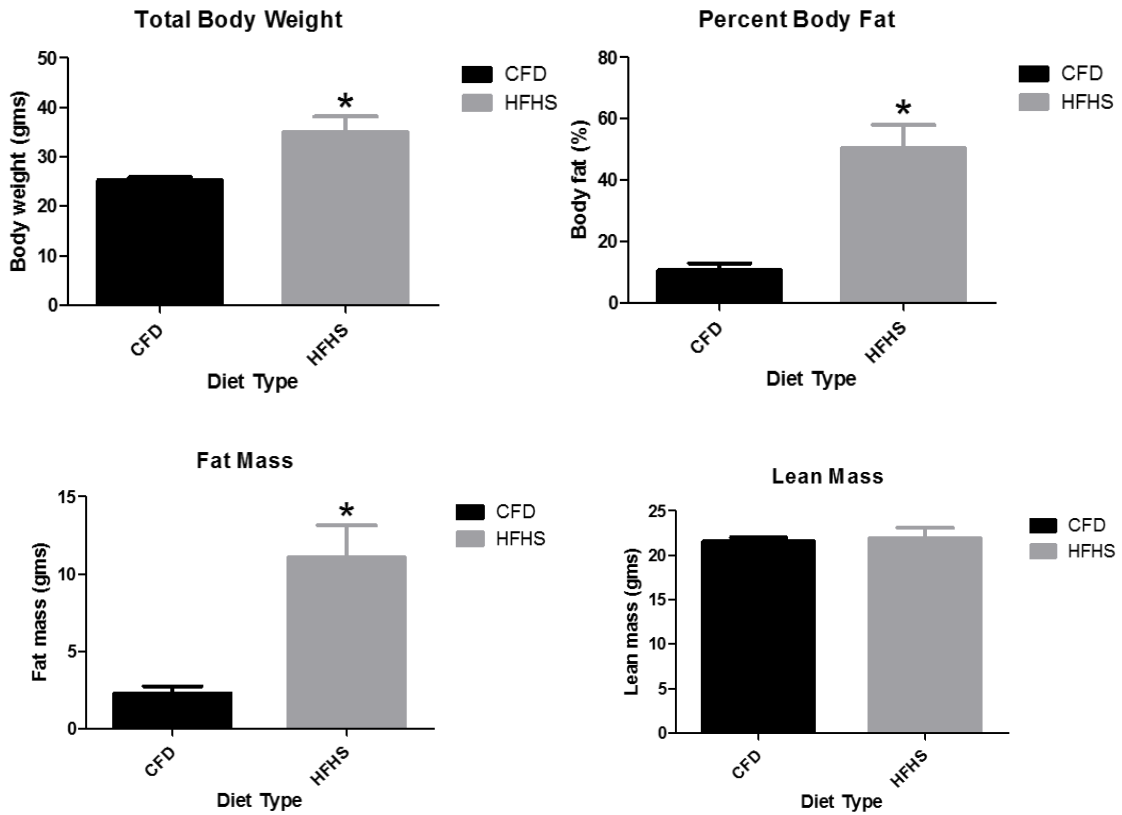 Total Body Weight
50
40
30
20
10
0
Body weight (gms)
*
CFD
HFHS
CFD
HFHS
Diet Type
Percent Body Fat
80
60
40
20
0
Body fat (%)
*
CFD
HFHS
CFD
HFHS
Diet Type
Fat Mass
15
10
5
0
Fat mass (gms)
*
CFD
HFHS
CFD
HFHS
Diet Type
Lean Mass
25
20
15
10
5
0
Lean mass (gms)
CFD
HFHS
CFD
HFHS
Diet Type